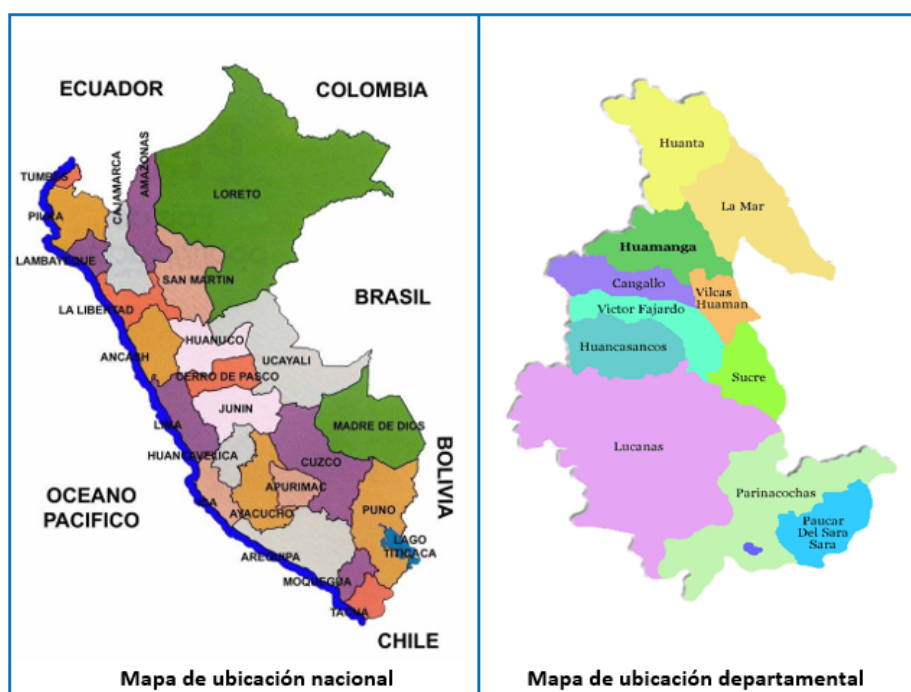 ECUADOR
COLOMBIA
TUMBES
CAJAMARCA
AMAZONAS
LORETO
PIURA
LAMBAYEQUE
SAN MARTIN
LA LIBERTAD
BRASIL
ANCASH
HUANUCO
UCAYALI
CERRO DE PASCO
JUNIN
LIMA
MADRE DE DIOS
HUANCAVELICA
CUZCO
BOLIVIA
OCEANO
PACIFICO
ICA
APURIMAC
AYACUCHO
PUNO
LAGO
TITICACA
AREQUIPA
MOQUEGUA
TACNA
CHILE
Mapa de ubicación nacional
Huanta
La Mar
Huamanga
Cangallo
Vilcas
Huaman
Victor Fajardo
Huancasancos
Sucre
Lucanas
Parinacochas
Paucar
Del Sara
Sara
Mapa de ubicación departamental